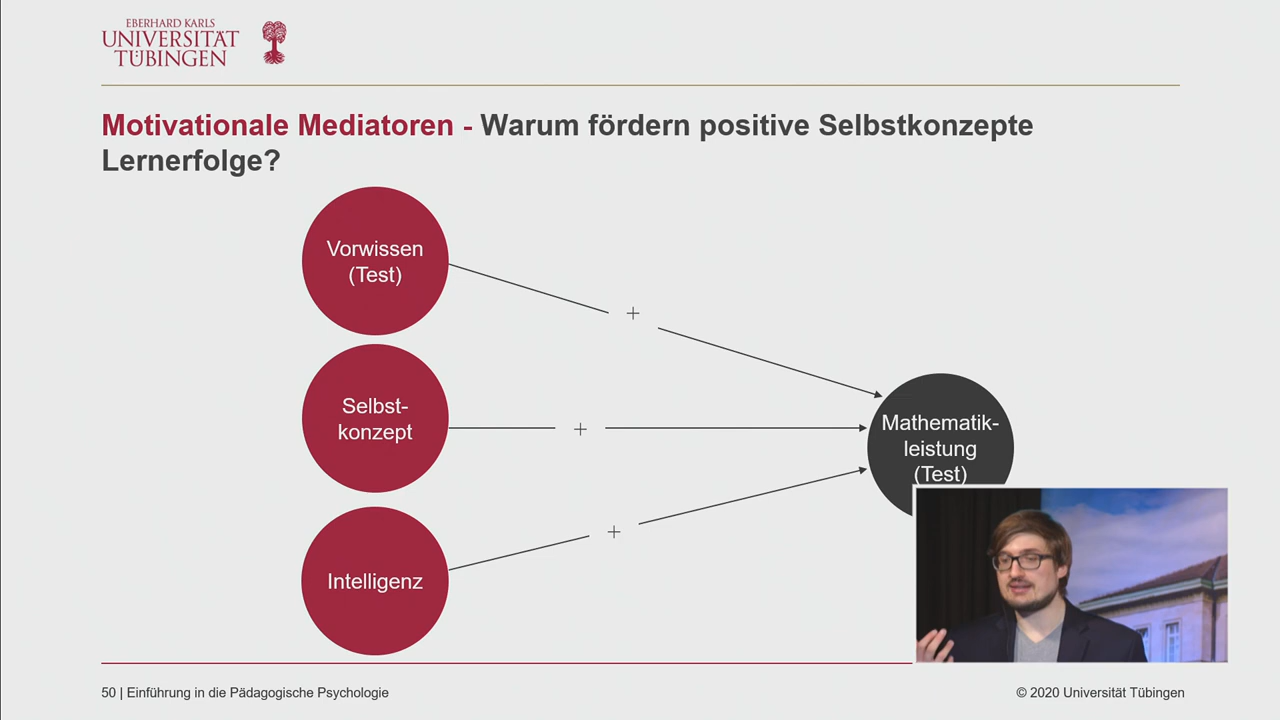 EBERHARD KARLS
UNIVERSITÄT
TÜBINGEN
Motivationale Mediatoren - Warum fördern positive Selbstkonzepte
Lernerfolge?
Vorwissen
(Test)
+
Selbst-
konzept
+
Mathematik-
leistung
(Test)
+
Intelligenz
50 | Einführung in die Pädagogische Psychologie
© 2020 Universität Tübingen